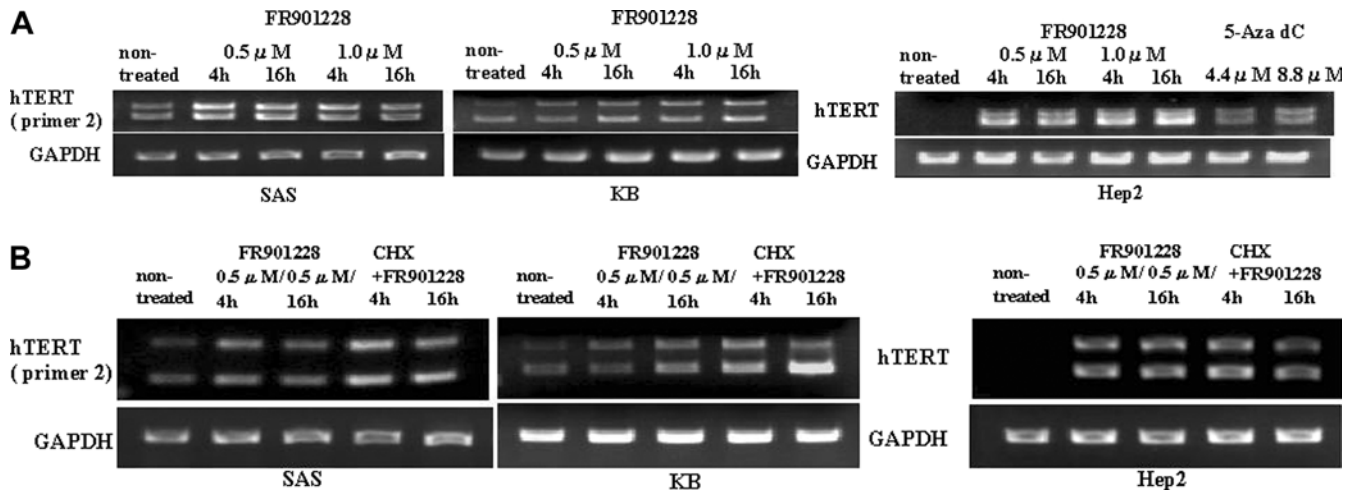 A
FR901228
non-treated
0.5 μ M
1.0 μ M
4h 16h 4h 16h
hTERT
( primer 2)
GAPDH
SAS
FR901228
non-
treated
0.5 μ M
1.0 μ M
4h 16h 4h 16h
KB
FR901228
5-Aza dC
non-
treated
0.5 μ M 1.0 μ M
4h 16h 4h 16h
4.4 μ M 8.8 μ M
hTERT
GAPDH
Hep2
B
FR901228
CHX
non-
treated
0.5 μ M/ 0.5 μ M/
+FR901228
4h 16h 4h 16h
hTERT
( primer 2)
GAPDH
SAS
FR901228
CHX
non-
treated
0.5 μ M/ 0.5 μ M/
+FR901228
4h 16h 4h 16h
KB
FR901228
CHX
non-
treated
0.5 μ M/ 0.5 μ M/
+FR901228
4h 16h 4h 16h
hTERT
GAPDH
Hep2